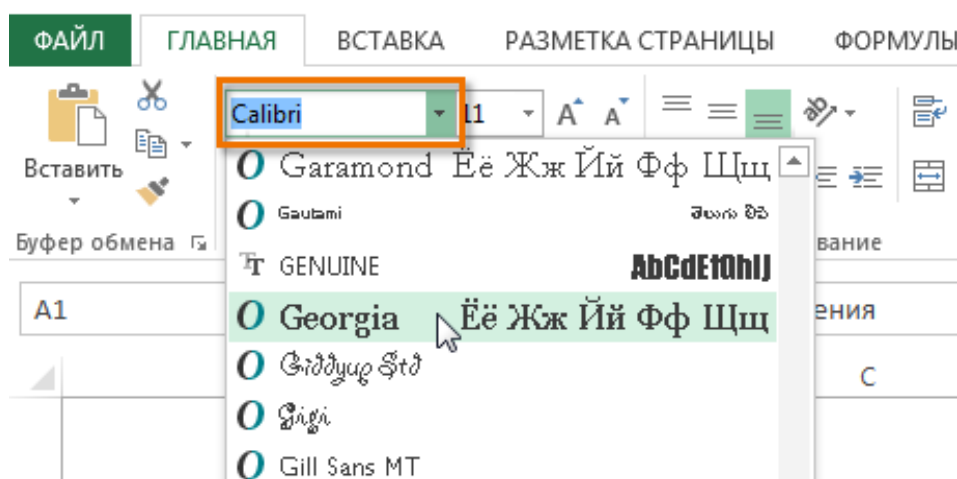 ФАЙЛ ГЛАВНАЯ ВСТАВКА РАЗМЕТКА СТРАНИЦЫ ФОРМУЛЫ
Calibri 11 A A
Вставить
Garamond Ёё Жж Йй Фф Щщ
Gautami
Буфер обмена вание
GENUINE AbCdEfGhIJ
A1 Georgia Ёё Жж Йй Фф Щщ ения
Giddyup Std
C
Gigi
Gill Sans MT